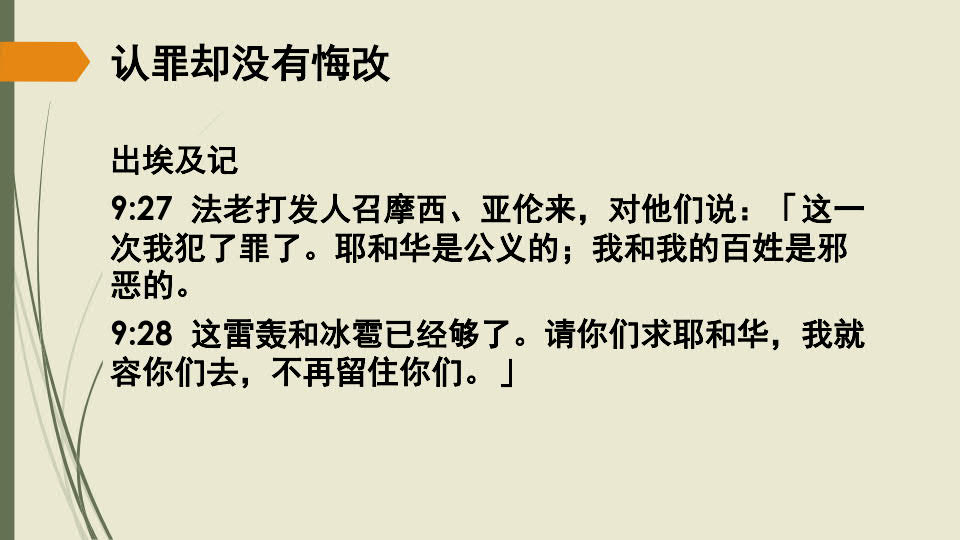 认罪却没有悔改
出埃及记
9:27 法老打发人召摩西、亚伦来，对他们说：「这一
次我犯了罪了。耶和华是公义的；我和我的百姓是邪
恶的。
9:28 这雷轰和冰雹已经够了。请你们求耶和华，我就
容你们去，不再留住你们。」